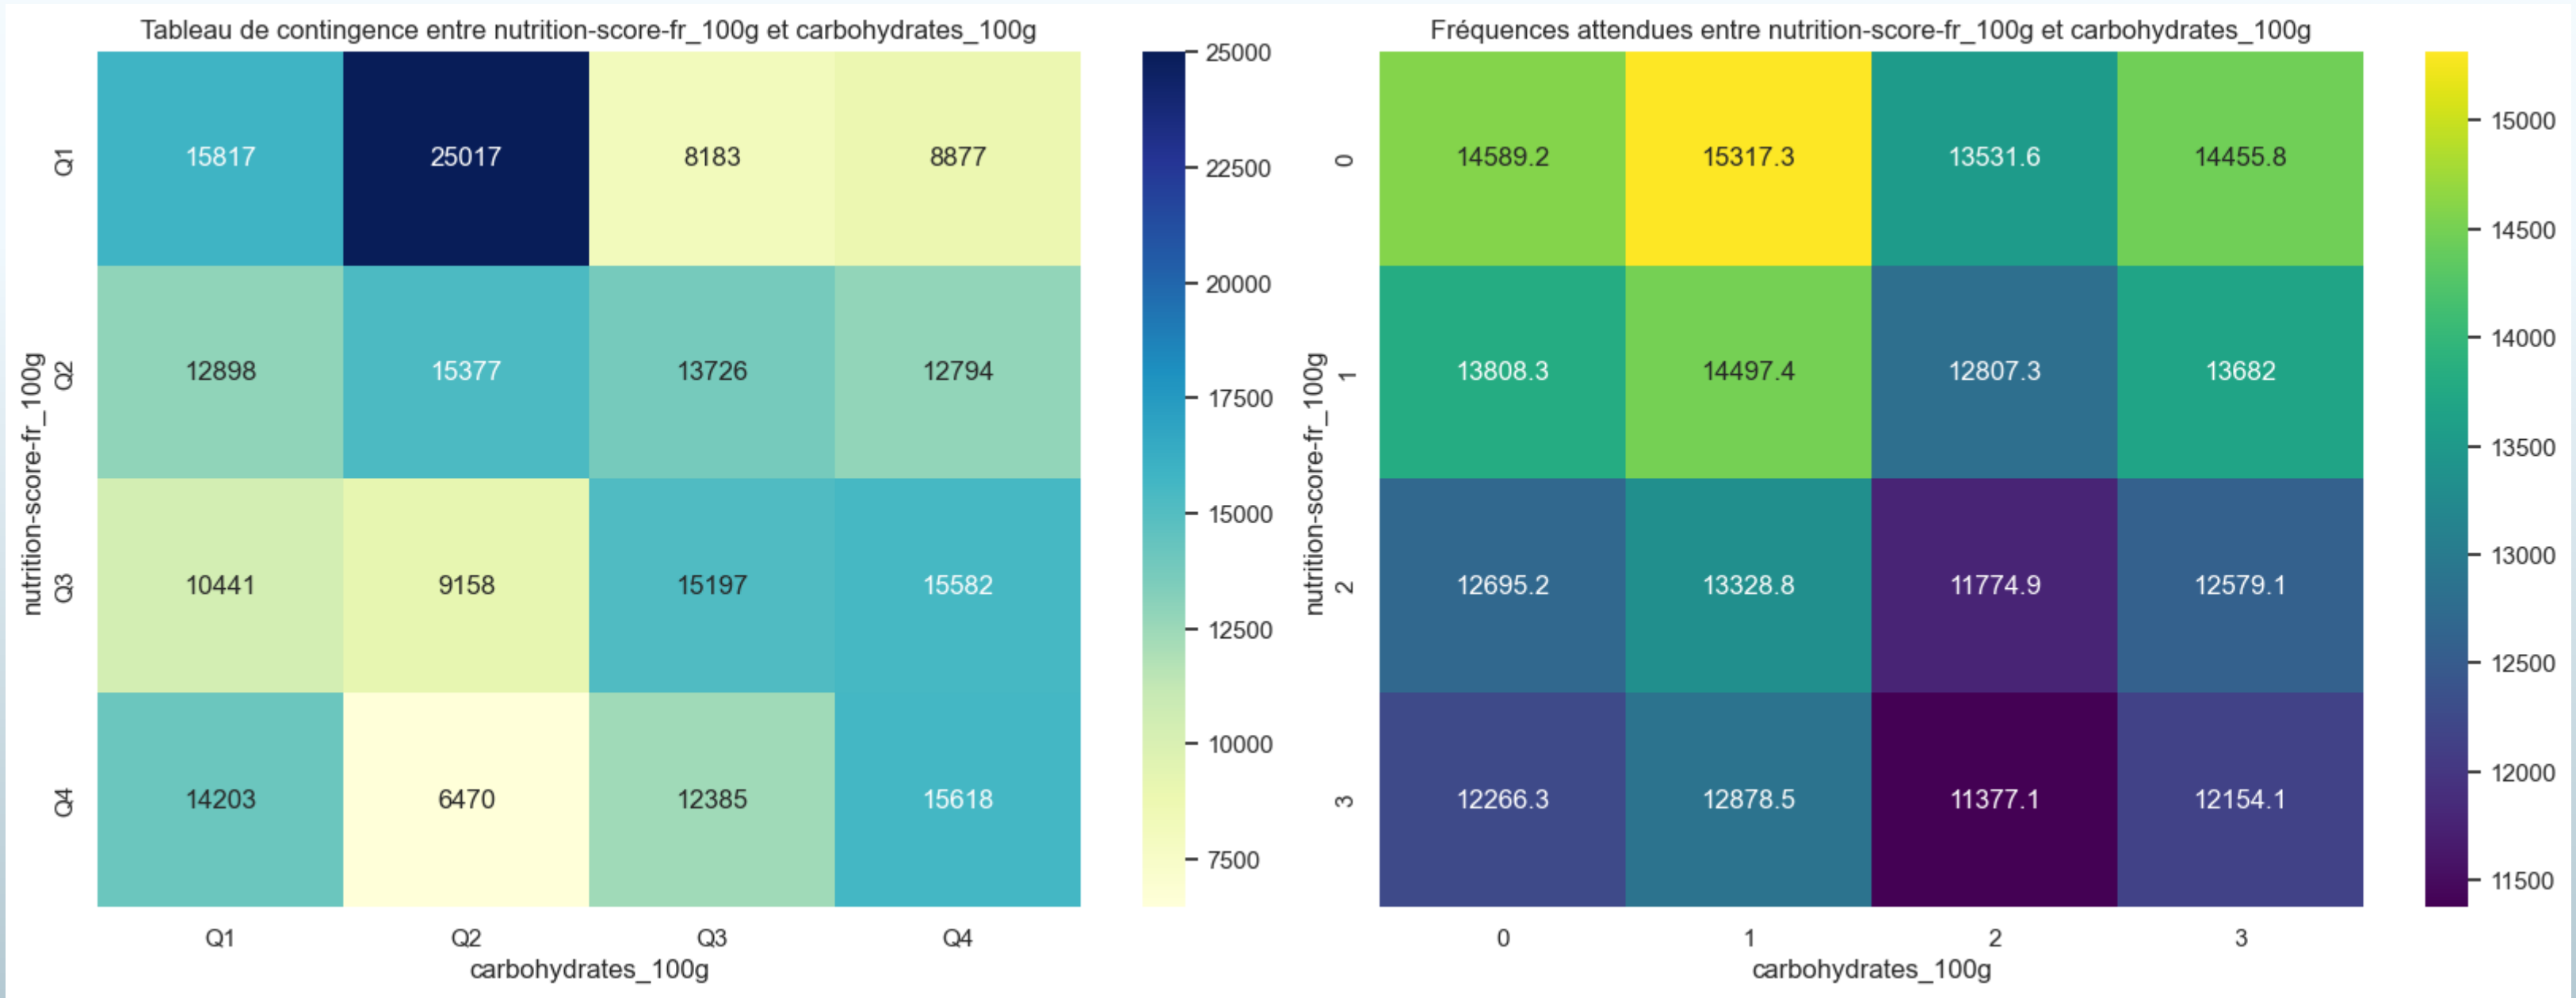 Tableau de contingence entre nutrition-score-fr_100g et carbohydrates_100g
nutrition-score-fr_100g
Q1 15817 25017 8183 8877
Q2 12898 15377 13726 12794
Q3 10441 9158 15197 15582
Q4 14203 6470 12385 15618
Q1 Q2 Q3 Q4
carbohydrates_100g
25000
22500
20000
17500
15000
12500
10000
7500
Fréquences attendues entre nutrition-score-fr_100g et carbohydrates_100g
nutrition-score-fr_100g
0 14589.2 15317.3 13531.6 14455.8
1 13808.3 14497.4 12807.3 13682
2 12695.2 13328.8 11774.9 12579.1
3 12266.3 12878.5 11377.1 12154.1
0 1 2 3
carbohydrates_100g
15000
14500
14000
13500
13000
12500
12000
11500